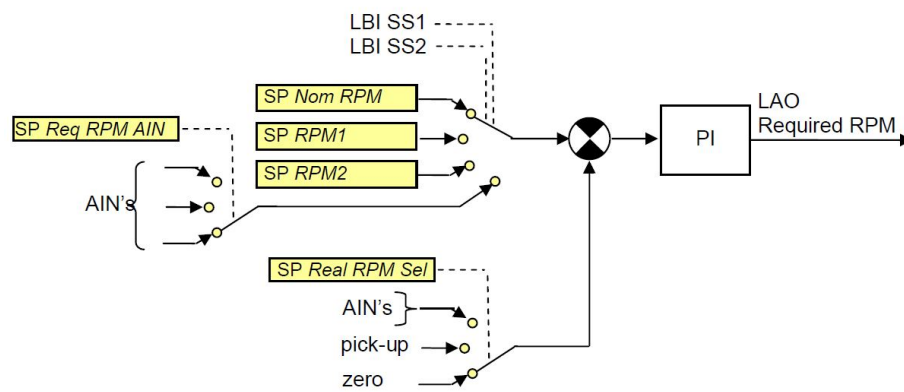 LBI SS1
LBI SS2
SP Nom RPM
LAO
Required RPM
SP Req RPM AIN
SP RPM1
PI
SP RPM2
AIN's
SP Real RPM Sel
AIN's
pick-up
zero